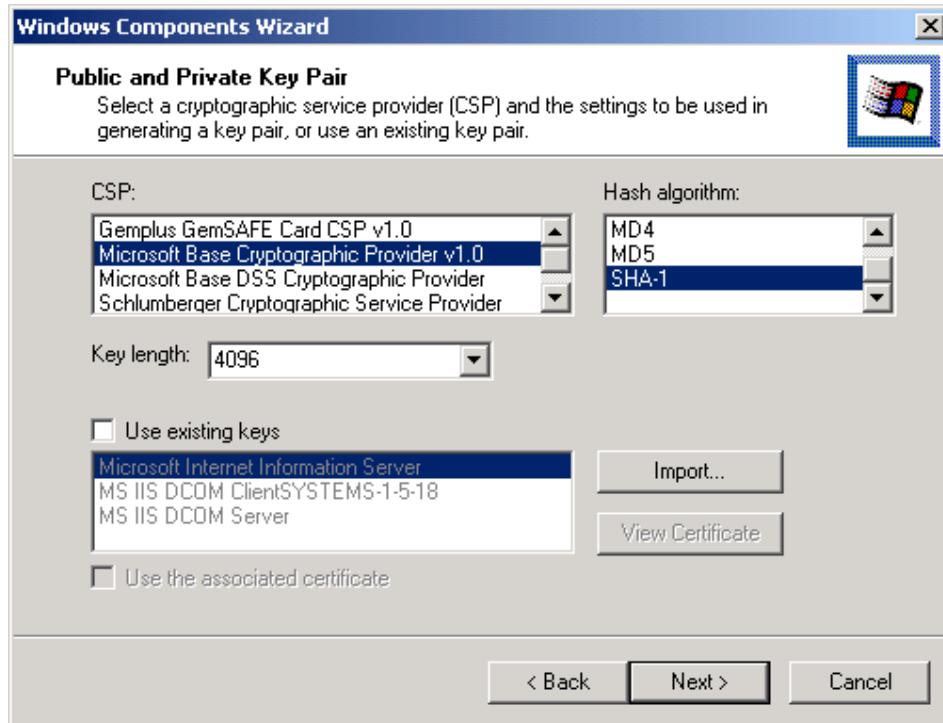 Windows Components Wizard
Public and Private Key Pair
Select a cryptographic service provider (CSP) and the settings to be used in
generating a key pair, or use an existing key pair.
CSP:
Gemplus GemSAFE Card CSP v1.0
Microsoft Base Cryptographic Provider v1.0
Microsoft Base DSS Cryptographic Provider
Schlumberger Cryptographic Service Provider
Hash algorithm:
MD4
MD5
SHA-1
Key length: 4096
Use existing keys
Microsoft Internet Information Server
MS IIS DCOM ClientSYSTEMS-1-5-18
MS IIS DCOM Server
Import...
View Certificate
Use the associated certificate
< Back Next > Cancel